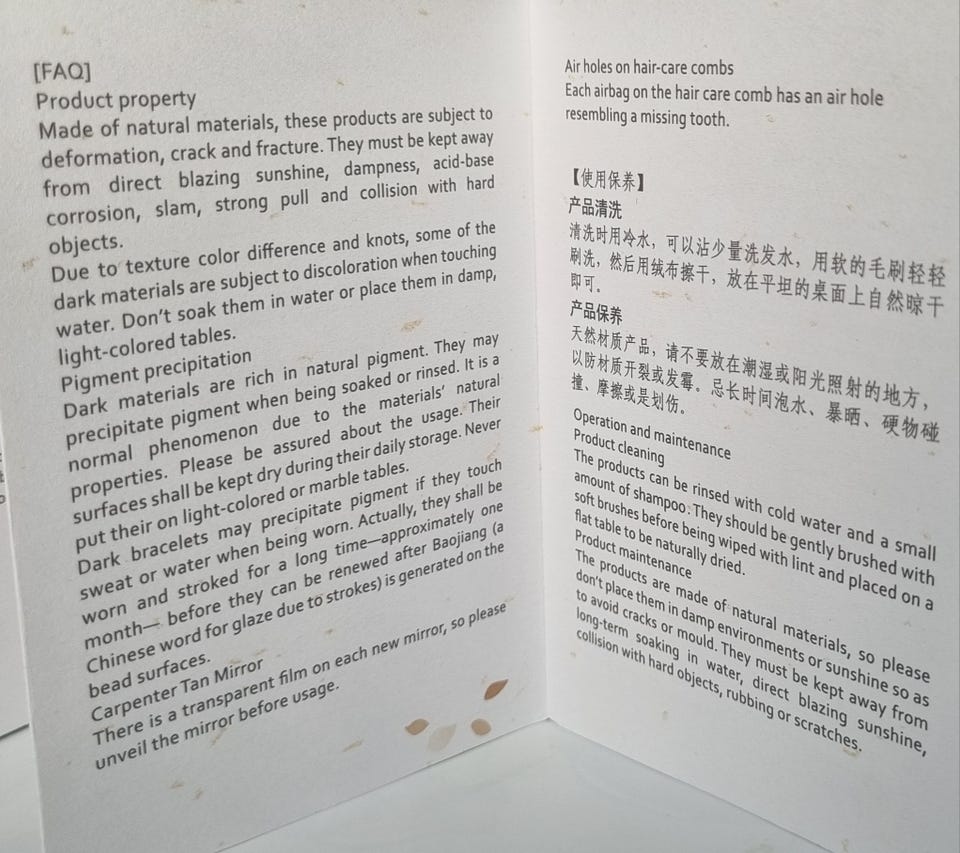 [FAQ]
Product property
Made of natural materials, these products are subject to
deformation, crack and fracture. They must be kept away
from direct blazing sunshine, dampness, acid-base
corrosion, slam, strong pull and collision with hard
objects.
Due to texture color difference and knots, some of the
dark materials are subject to discoloration when touching
water. Don't soak them in water or place them in damp,
light-colored tables.
Pigment precipitation
Dark materials are rich in natural pigment. They may
precipitate pigment when being soaked or rinsed. It is a
normal phenomenon due to the materials' natural
properties. Please be assured about the usage. Their
surfaces shall be kept dry during their daily storage. Never
put their on light-colored or marble tables.
Dark bracelets may precipitate pigment if they touch
sweat or water when being worn. Actually, they shall be
worn and stroked for a long time—approximately one
month— before they can be renewed after Baojiang (a
Chinese word for glaze due to strokes) is generated on the
bead surfaces.
Carpenter Tan Mirror
There is a transparent film on each new mirror, so please
unveil the mirror before usage.
Air holes on hair-care combs
Each airbag on the hair care comb has an air hole
resembling a missing tooth.
【使用保养】
产品清洗
清洗时用冷水，可以沾少量洗发水，用软的毛刷轻轻
刷洗，然后用绒布擦干，放在平坦的桌面上自然晾干
即可。
产品保养
天然材质产品，请不要放在潮湿或阳光照射的地方，
以防材质开裂或发霉。忌长时间泡水、暴晒、硬物碰
撞、摩擦或是划伤。
Operation and maintenance
Product cleaning
The products can be rinsed with cold water and a small
amount of shampoo. They should be gently brushed with
soft brushes before being wiped with lint and placed on a
flat table to be naturally dried.
Product maintenance
The products are made of natural materials, so please
don't place them in damp environments or sunshine so as
to avoid cracks or mould. They must be kept away from
long-term soaking in water, direct blazing sunshine,
collision with hard objects, rubbing or scratches.